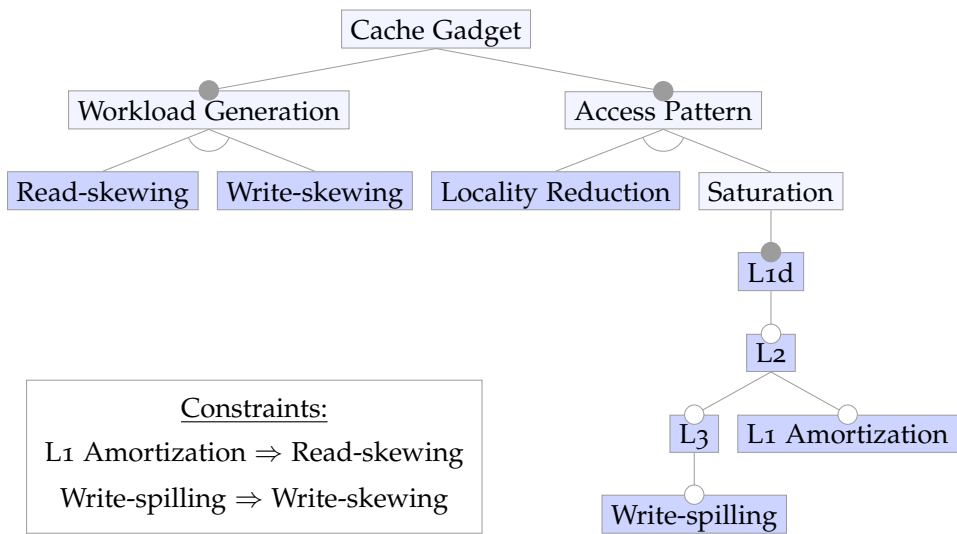 Cache Gadget
Workload Generation
Access Pattern
Read-skewing
Write-skewing
Locality Reduction
Saturation
L1d
L2
L3
L1 Amortization
Write-spilling
Constraints:
L1 Amortization ⇒ Read-skewing
Write-spilling ⇒ Write-skewing